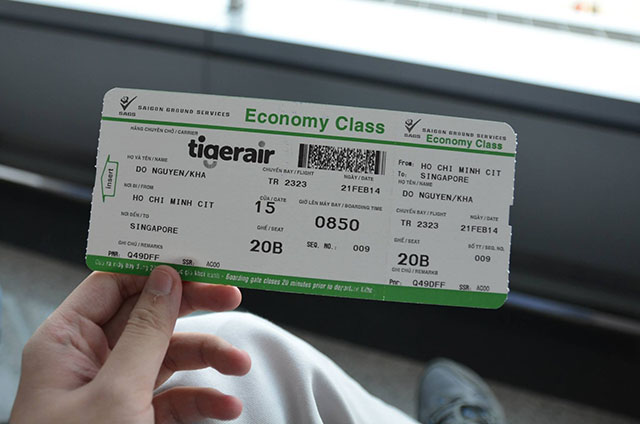 SAGS
SAIGON GROUND SERVICES
Economy Class
HÃNG CHUYÊN CHỞ / CARRIER
tigerair
HỌ VÀ TÊN / NAME
DO NGUYEN/KHA
CHUYẾN BAY / FLIGHT
TR 2323
NGÀY / DATE
21FEB14
insert
NƠI ĐI / FROM
HO CHI MINH CIT
CỬA / GATE
15
GIỜ LÊN MÁY BAY / BOARDING TIME
0850
NƠI ĐẾN / TO
SINGAPORE
GHẾ / SEAT
20B
SEQ. NO: 009
GHI CHÚ / REMARKS
PNR: Q49DFF
SSR: AC00
Boarding gate closes 20 minutes prior to departure time
SAGS
SAIGON GROUND SERVICES
Economy Class
From: HO CHI MINH CIT
To: SINGAPORE
HỌ VÀ TÊN / NAME
DO NGUYEN/KHA
CHUYẾN BAY / FLIGHT
TR 2323
NGÀY / DATE
21FEB14
GHẾ / SEAT
20B
SỐ TT / SEQ. NO.
009
GHI CHÚ / REMARKS
PNR: Q49DFF
SSR: AC00